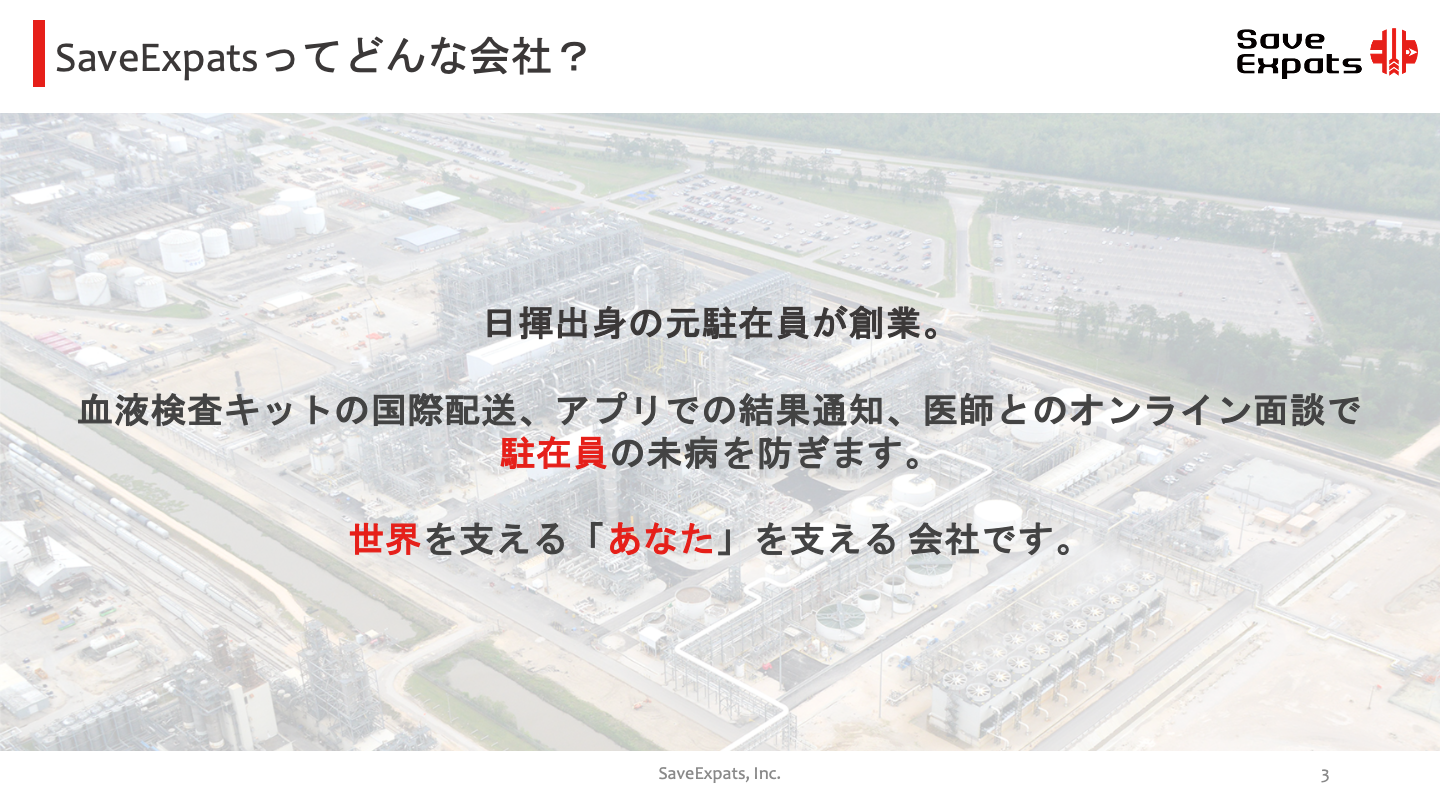 SaveExpatsってどんな会社？
Save
Expats
日揮出身の元駐在員が創業。
血液検査キットの国際配送、アプリでの結果通知、医師とのオンライン面談で
駐在員の未病を防ぎます。
世界を支える「あなた」を支える 会社です。
SaveExpats, Inc.
3